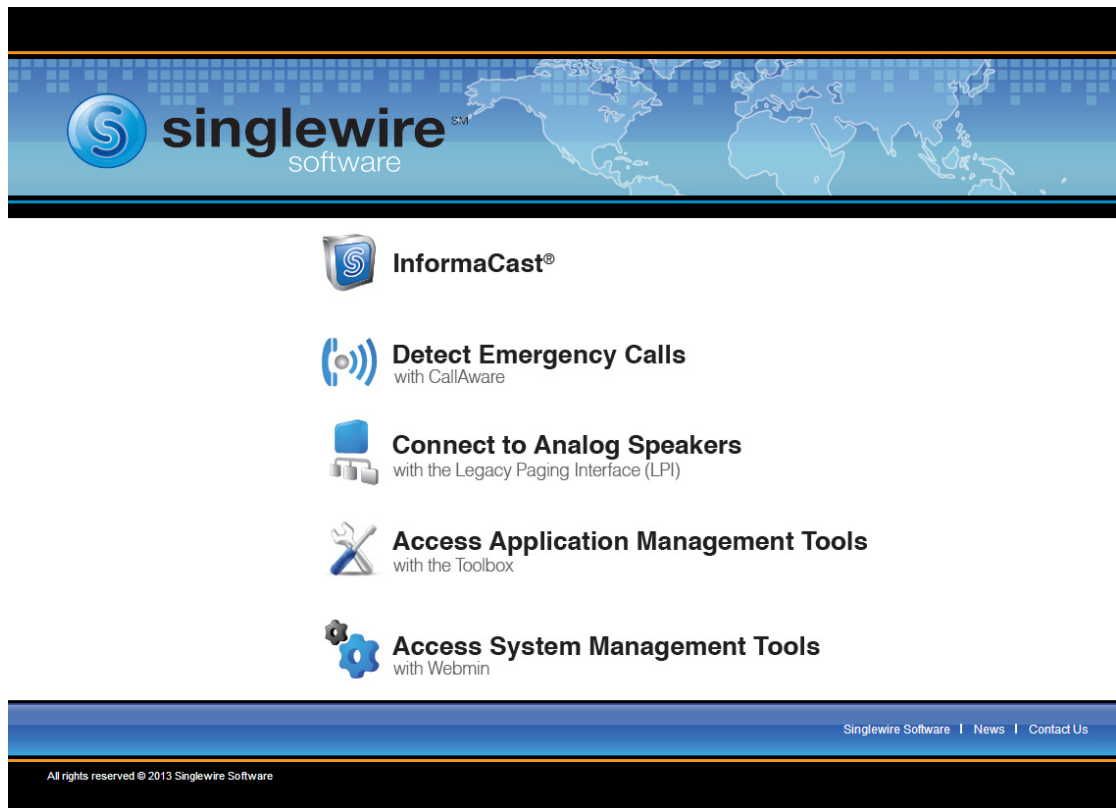 singlewire SM
software
InformaCast®
Detect Emergency Calls
with CallAware
Connect to Analog Speakers
with the Legacy Paging Interface (LPI)
Access Application Management Tools
with the Toolbox
Access System Management Tools
with Webmin
Singlewire Software | News | Contact Us
All rights reserved © 2013 Singlewire Software